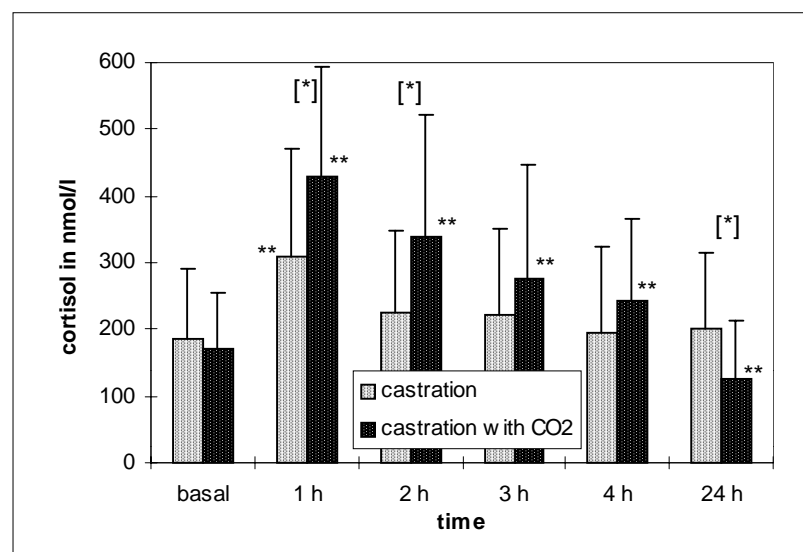 cortisol in nmol/l
600
500
400
300
200
100
0
[*]
[*]
[*]
**
**
**
**
**
**
castration
castration with CO2
basal
1 h
2 h
3 h
4 h
24 h
time